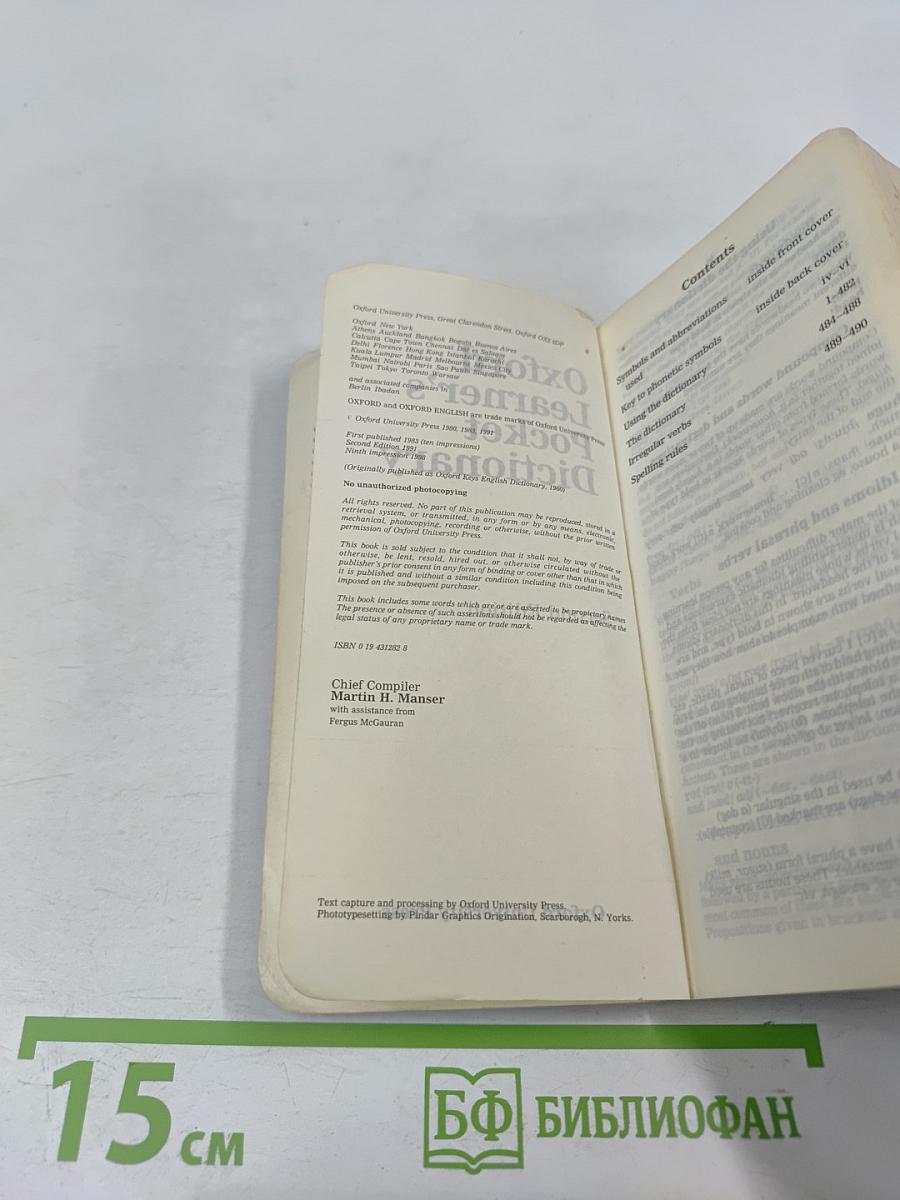 Oxford University Press, Great Clarendon Street, Oxford OX2 6DP
Oxford New York
Athens Auckland Bangkok Bogota Buenos Aires
Calcutta Cape Town Chennai Dar es Salaam
Delhi Florence Hong Kong Istanbul Karachi
Kuala Lumpur Madrid Melbourne Mexico City
Mumbai Nairobi Paris Sao Paulo Singapore
Taipei Tokyo Toronto Warsaw
and associated companies in
Berlin Ibadan
OXFORD and OXFORD ENGLISH are trade marks of Oxford University Press
© Oxford University Press 1980, 1983, 1991
First published 1983 (ten impressions)
Second Edition 1991
Ninth impression 1998
(Originally published as Oxford Keys English Dictionary, 1980)
No unauthorized photocopying
All rights reserved. No part of this publication may be reproduced, stored in a
retrieval system, or transmitted, in any form or by any means, electronic,
mechanical, photocopying, recording or otherwise, without the prior written
permission of Oxford University Press.
This book is sold subject to the condition that it shall not, by way of trade or
otherwise, be lent, resold, hired out, or otherwise circulated without the
publisher's prior consent in any form of binding or cover other than that in which
it is published and without a similar condition including this condition being
imposed on the subsequent purchaser.
This book includes some words which are or are asserted to be proprietary names
The presence or absence of such assertions should not be regarded as affecting the
legal status of any proprietary name or trade mark.
ISBN 0 19 431282 8
Chief Compiler
Martin H. Manser
with assistance from
Fergus McGauran
Text capture and processing by Oxford University Press.
Phototypesetting by Pindar Graphics Origination, Scarborogh, N. Yorks.
Contents
Symbols and abbreviations used inside front cover
Key to phonetic symbols inside back cover
Using the dictionary iv–vi
The dictionary 1–482
Irregular verbs 484–488
Spelling rules 489–490
15 см
БФ БИБЛИОФАН